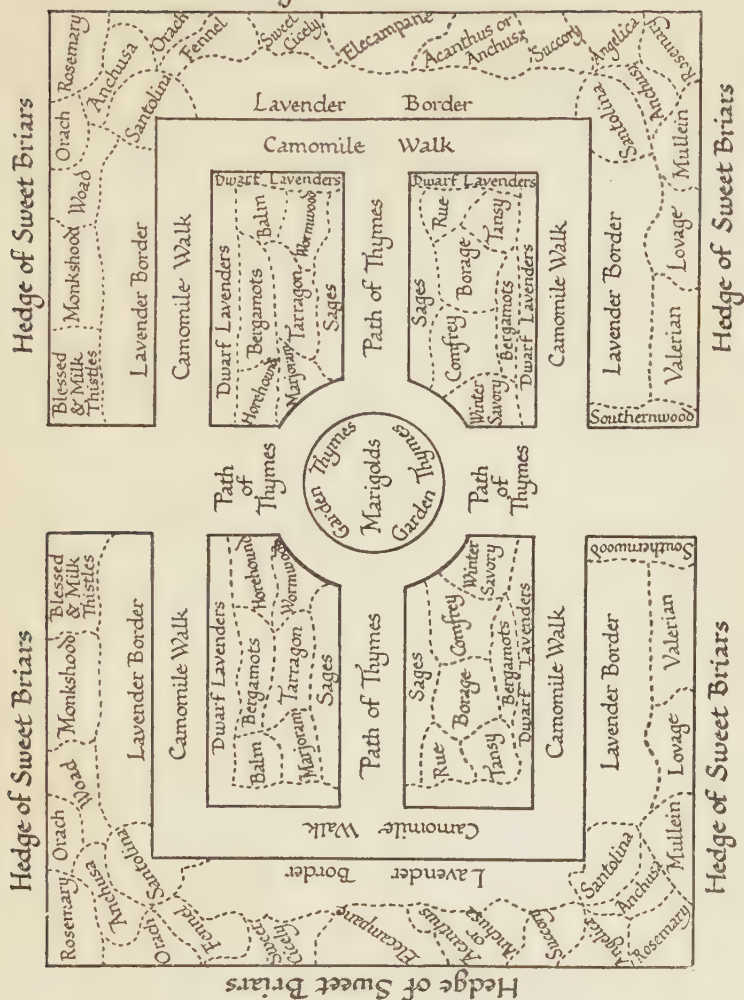 Hedge of Sweet Briars
Hedge of Sweet Briars
Rosemary
Anchusa
Orach
Fennel
Sweet
Cicely
Elecampane
Acanthus or
Anchusa
Succory
Angelica
Rosemary
Anchusa
Orach
Santolina
Lavender Border
Santolina
Mullein
Woad
Monkshood
Blessed
& Milk
Thistles
Lavender Border
Camomile Walk
Camomile Walk
Dwarf Lavenders
Balm
Wormwood
Dwarf Lavenders
Bergamots
Tarragon
Sages
Horehound
Marjoram
Path of Thymes
Dwarf Lavenders
Rue
Tansy
Sages
Borage
Comfrey
Bergamots
Dwarf Lavenders
Winter
Savory
Camomile Walk
Lavender Border
Lovage
Valerian
Southernwood
Path
of
Thymes
Garden Thymes
Marigolds
Garden Thymes
Path
of
Thymes
Hedge of Sweet Briars
Hedge of Sweet Briars
Blessed
& Milk
Thistles
Monkshood
Woad
Orach
Rosemary
Anchusa
Lavender Border
Santolina
Camomile Walk
Dwarf Lavenders
Horehound
Wormwood
Bergamots
Tarragon
Sages
Balm
Marjoram
Path of Thymes
Sages
Comfrey
Winter
Savory
Borage
Bergamots
Dwarf Lavenders
Rue
Tansy
Camomile Walk
Southernwood
Lavender Border
Valerian
Lovage
Mullein
Camomile Walk
Lavender Border
Santolina
Anchusa
Rosemary
Orach
Fennel
Sweet
Cicely
Elecampane
Acanthus
or
Anchusa
Succory
Angelica
Hedge of Sweet Briars